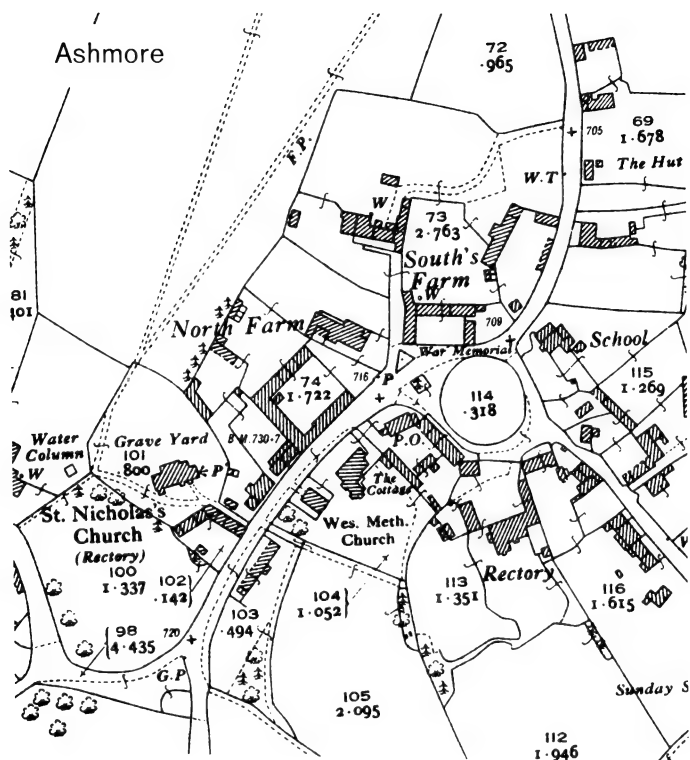 Ashmore
72
·965
F.P.
705
69
1·678
The Hut
W.T
W
73
2·763
South's
Farm
W
North Farm
709
War Memorial
School
716
P
74
1·722
114
·318
115
1·269
B.M.730·7
P.O.
Water
Column
W
Grave Yard
101
·800
P
The
Cottage
St. Nicholas's
Church
(Rectory)
Wes. Meth.
Church
100
1·337
102
·142
103
·494
104
1·052
113
1·351
Rectory
116
1·615
98
4·435
720
G.P
105
2·095
Sunday S
112
1·946